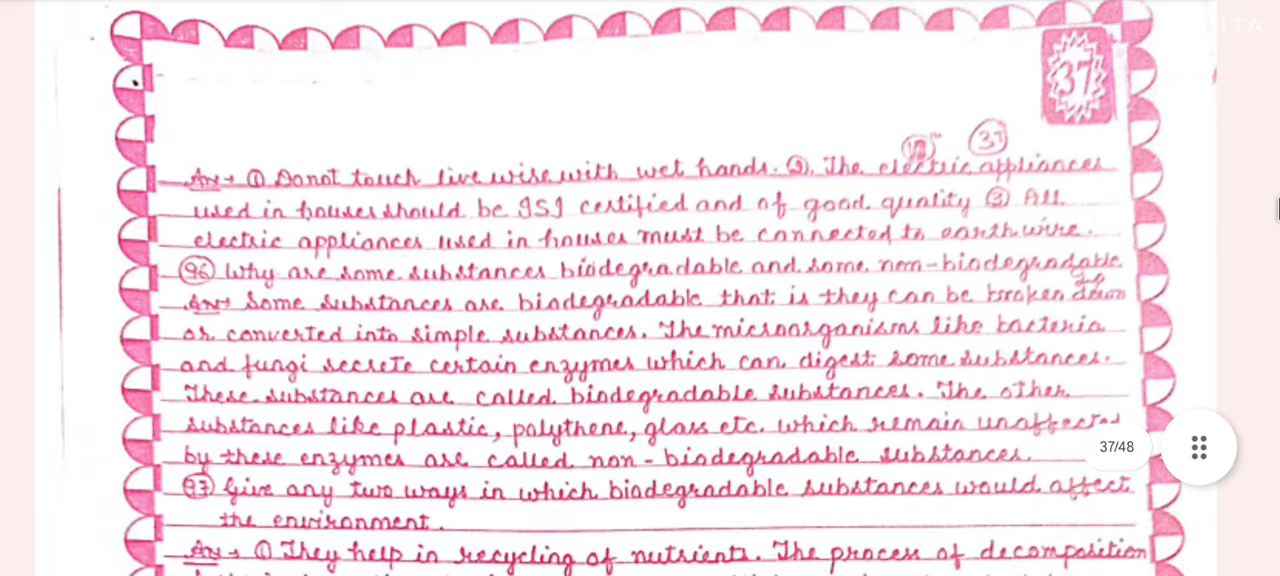 ITA
37
37
Ans → ① Donot touch live wire with wet hands. ② The electric appliances
used in houses should be ISI certified and of good quality ③ All
electric appliances used in houses must be connected to earth wire.
96 Why are some substances biodegradable and some non-biodegradable
Ans → Some substances are biodegradable that is they can be broken down
or converted into simple substances. The microorganisms like bacteria
and fungi secrete certain enzymes which can digest some substances.
These substances are called biodegradable substances. The other
substances like plastic, polythene, glass etc. which remain unaffected
by these enzymes are called non-biodegradable substances.
37/48
97 Give any two ways in which biodegradable substances would affect
the environment.
Ans → ① They help in recycling of nutrients. The process of decomposition